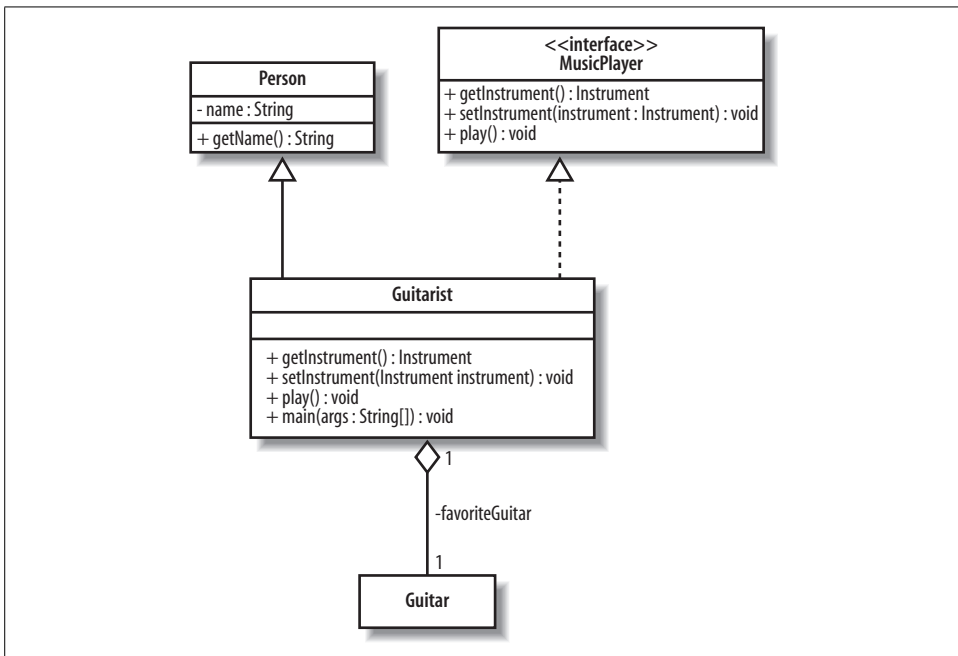 Person
- name : String
+ getName() : String
<<interface>>
MusicPlayer
+ getInstrument() : Instrument
+ setInstrument(instrument : Instrument) : void
+ play() : void
Guitarist
+ getInstrument() : Instrument
+ setInstrument(Instrument instrument) : void
+ play() : void
+ main(args : String[]) : void
1
-favoriteGuitar
1
Guitar